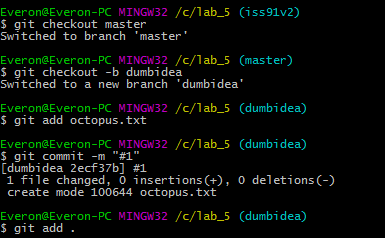 Everon@Everon-PC MINGW32 /c/lab_5 (iss91v2)
$ git checkout master
Switched to branch 'master'
Everon@Everon-PC MINGW32 /c/lab_5 (master)
$ git checkout -b dumbidea
Switched to a new branch 'dumbidea'
Everon@Everon-PC MINGW32 /c/lab_5 (dumbidea)
$ git add octopus.txt
Everon@Everon-PC MINGW32 /c/lab_5 (dumbidea)
$ git commit -m "#1"
[dumbidea 2ecf37b] #1
1 file changed, 0 insertions(+), 0 deletions(-)
create mode 100644 octopus.txt
Everon@Everon-PC MINGW32 /c/lab_5 (dumbidea)
$ git add .